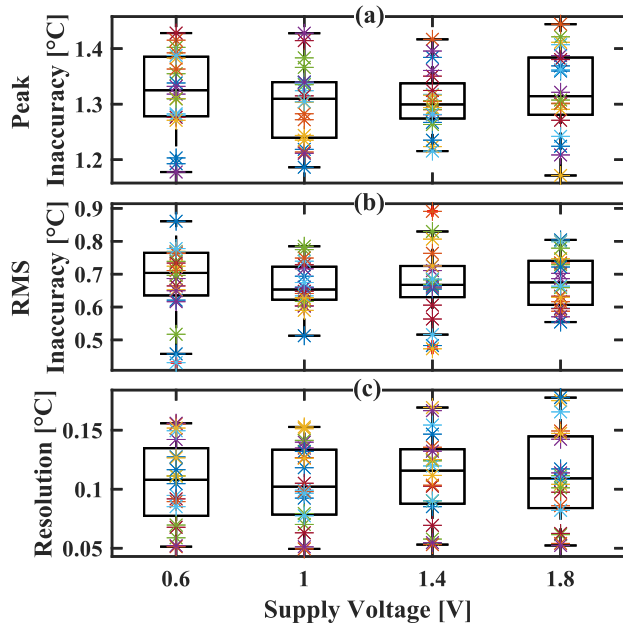 (a)
1.4
1.3
1.2
Peak
Inaccuracy [°C]
(b)
0.9
0.8
0.7
0.6
0.5
RMS
Inaccuracy [°C]
(c)
0.15
0.1
0.05
Resolution [°C]
0.6 1 1.4 1.8
Supply Voltage [V]